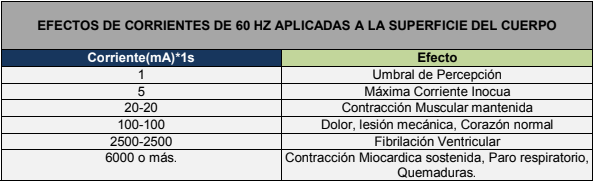 EFECTOS DE CORRIENTES DE 60 HZ APLICADAS A LA SUPERFICIE DEL CUERPO
Corriente(mA)*1s Efecto
1 Umbral de Percepción
5 Máxima Corriente Inocua
20-20 Contracción Muscular mantenida
100-100 Dolor, lesión mecánica, Corazón normal
2500-2500 Fibrilación Ventricular
6000 o más. Contracción Miocardica sostenida, Paro respiratorio,
Quemaduras.